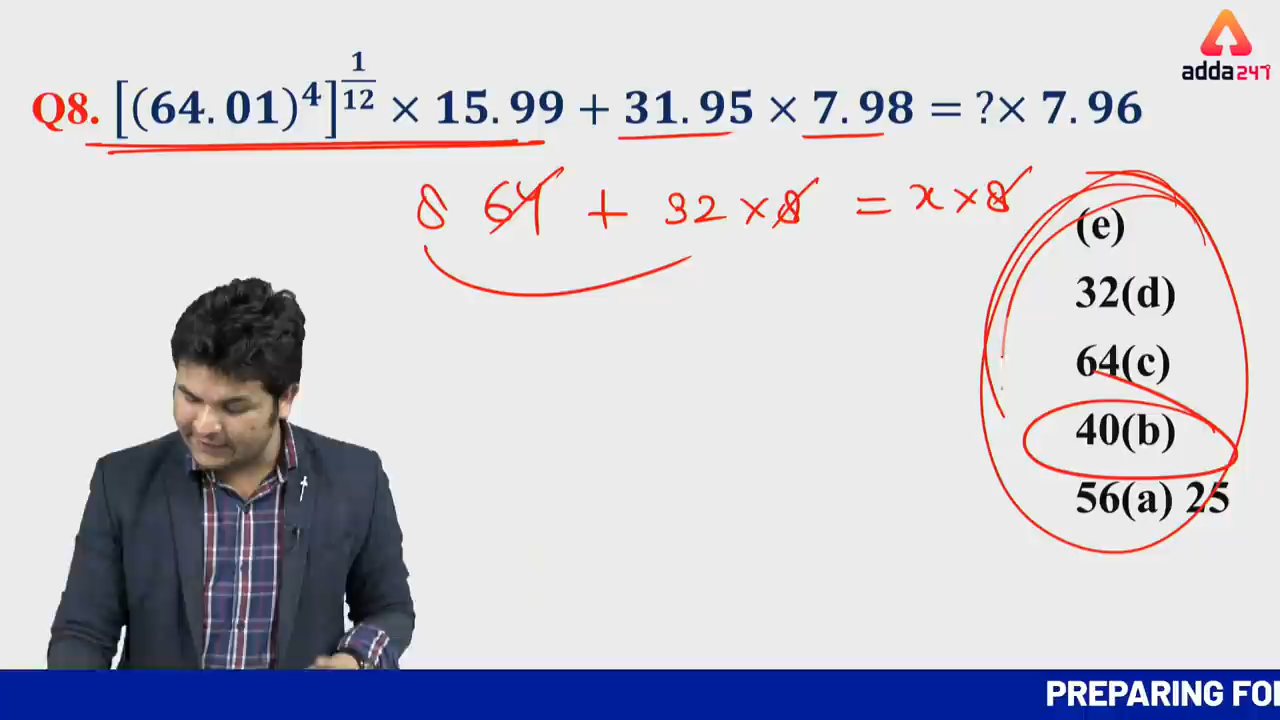 adda247
Q8. [(64.01)⁴]^(1/12) × 15.99 + 31.95 × 7.98 = ?× 7.96
8 64 + 32 × 8 = x × 8
(e)
32(d)
64(c)
40(b)
56(a) 25
PREPARING FO